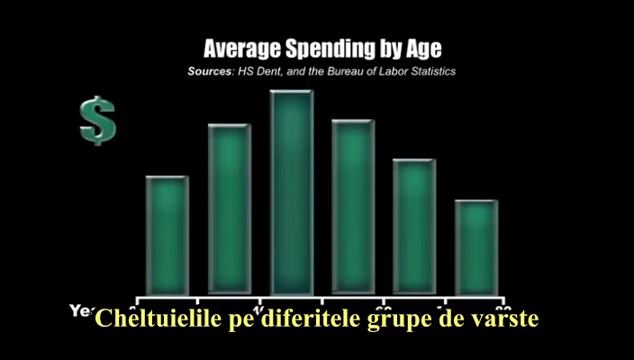 Average Spending by Age
Sources: HS Dent, and the Bureau of Labor Statistics
$
Cheltuielile pe diferitele grupe de varste